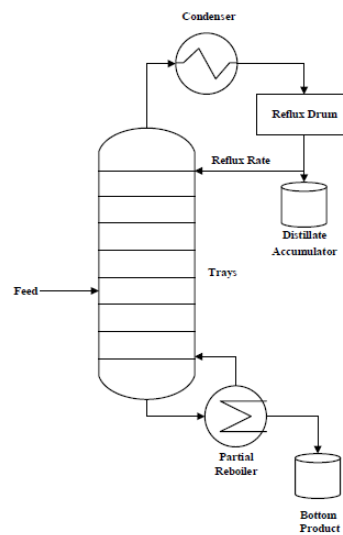 Condenser
Reflux Drum
Reflux Rate
Distillate
Accumulator
Trays
Feed
Partial
Reboiler
Bottom
Product